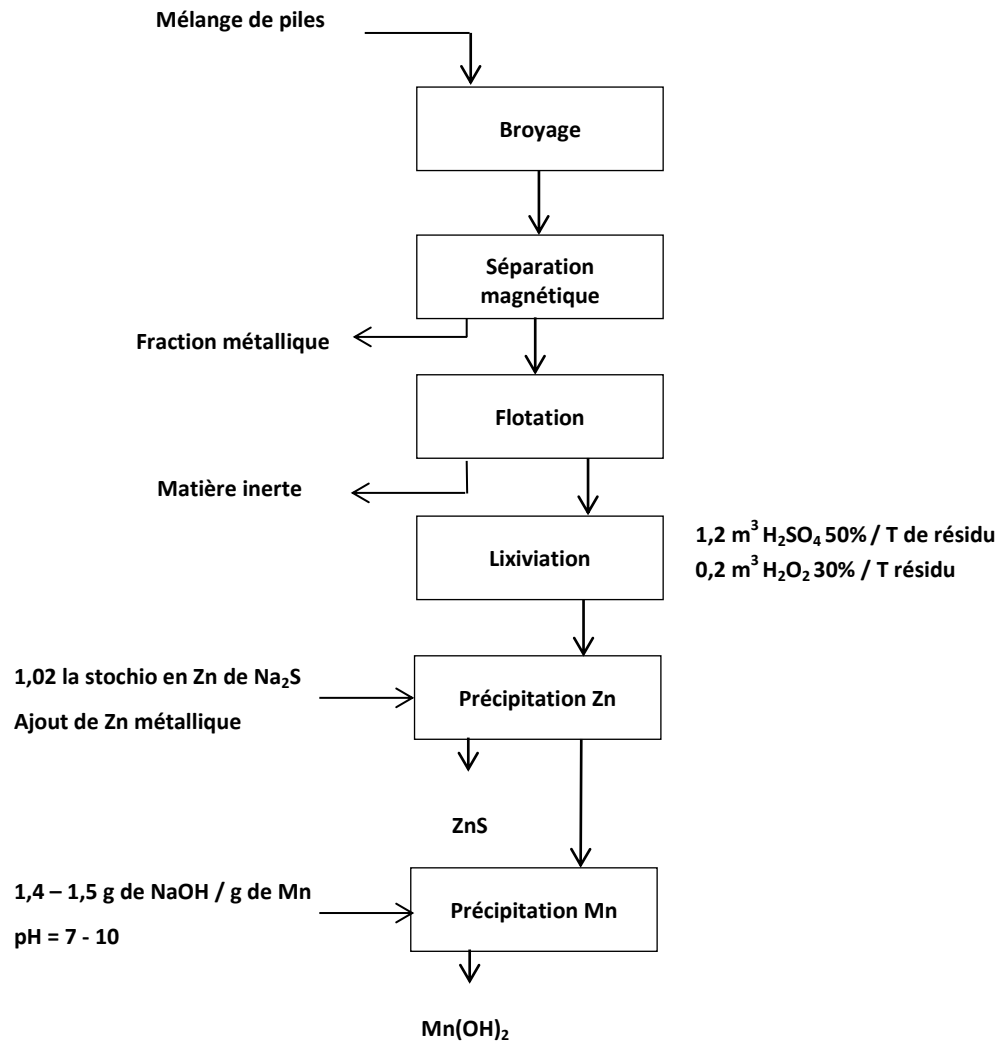 Mélange de piles
Broyage
Séparation
magnétique
Fraction métallique
Flotation
Matière inerte
1,2 m³ H₂SO₄ 50% / T de résidu
Lixiviation
0,2 m³ H₂O₂ 30% / T résidu
1,02 la stochio en Zn de Na₂S
Précipitation Zn
Ajout de Zn métallique
ZnS
1,4 – 1,5 g de NaOH / g de Mn
Précipitation Mn
pH = 7 - 10
Mn(OH)₂